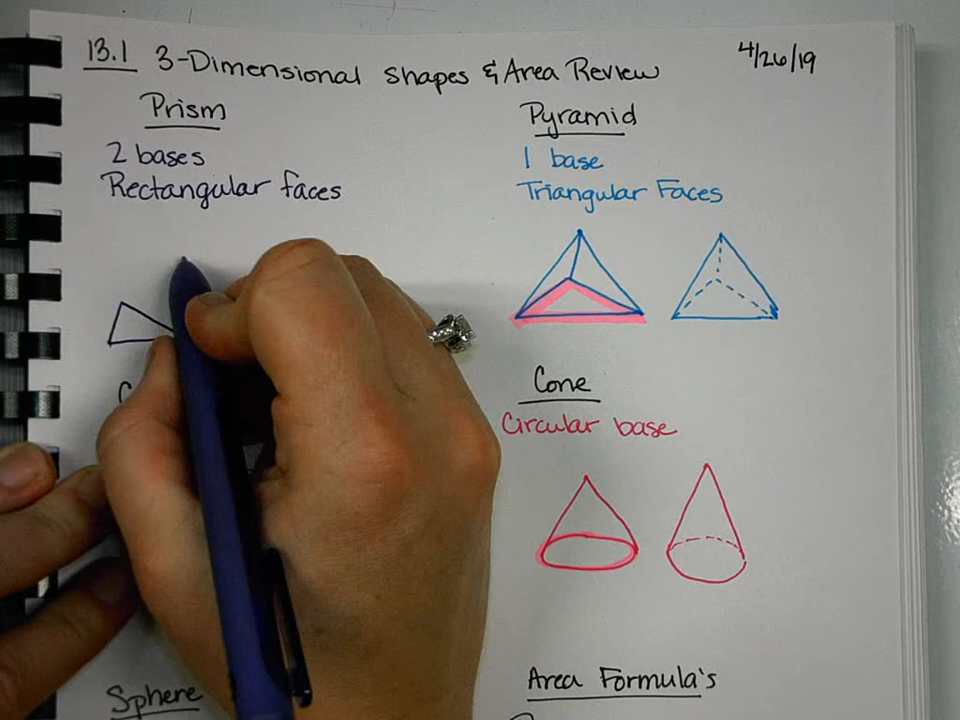 13.1 3-Dimensional Shapes & Area Review 4/26/19
Prism
2 bases
Rectangular faces
Pyramid
1 base
Triangular Faces
Cone
Circular base
Sphere
Area Formula's